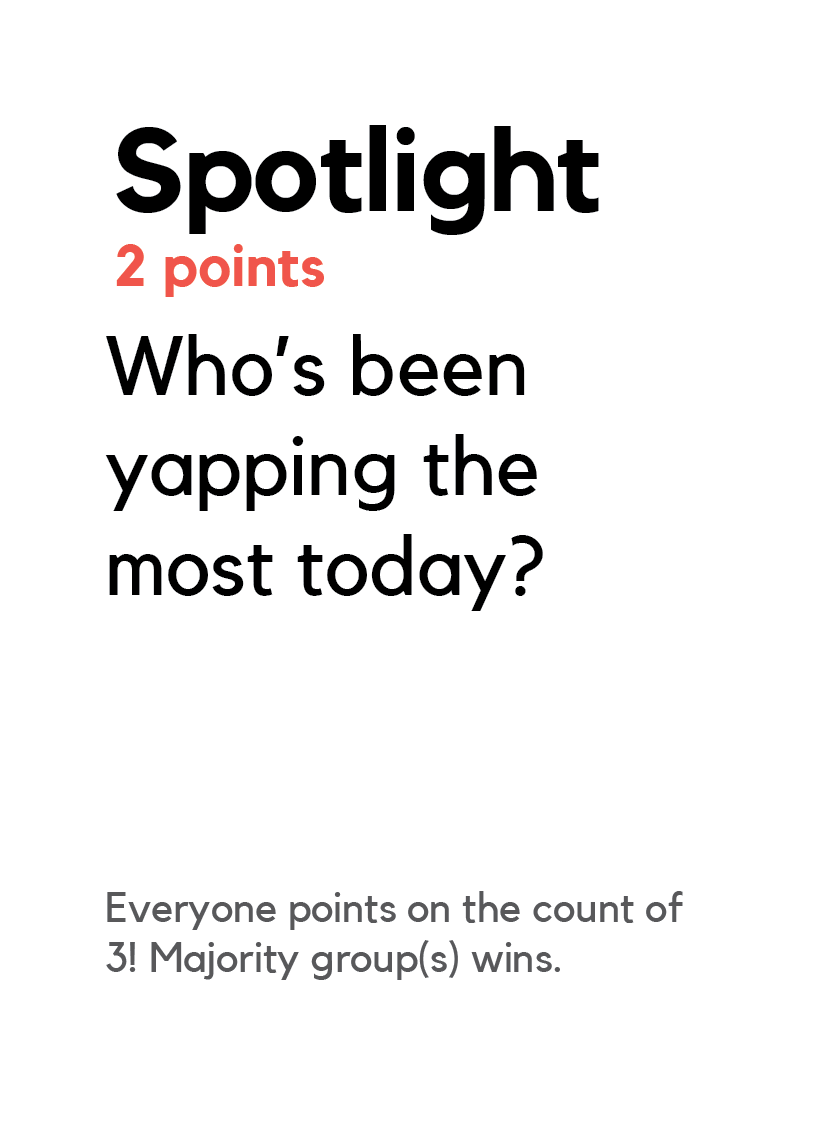 Spotlight
2 points
Who's been
yapping the
most today?
Everyone points on the count of
3! Majority group(s) wins.